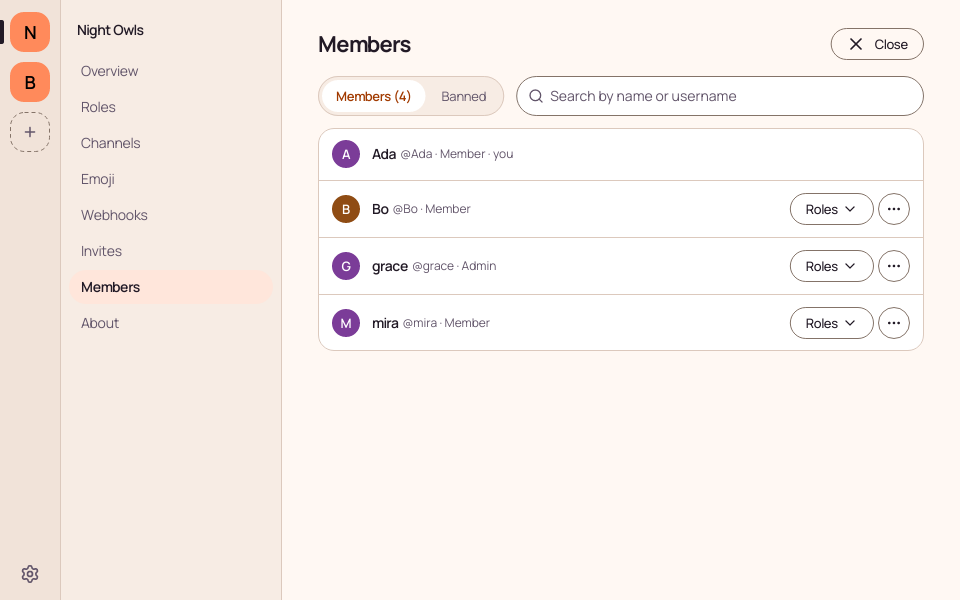 N
B
Night Owls
Overview
Roles
Channels
Emoji
Webhooks
Invites
Members
About
Members
Close
Members (4)
Banned
Search by name or username
A
Ada @Ada · Member · you
B
Bo @Bo · Member
Roles
G
grace @grace · Admin
Roles
M
mira @mira · Member
Roles